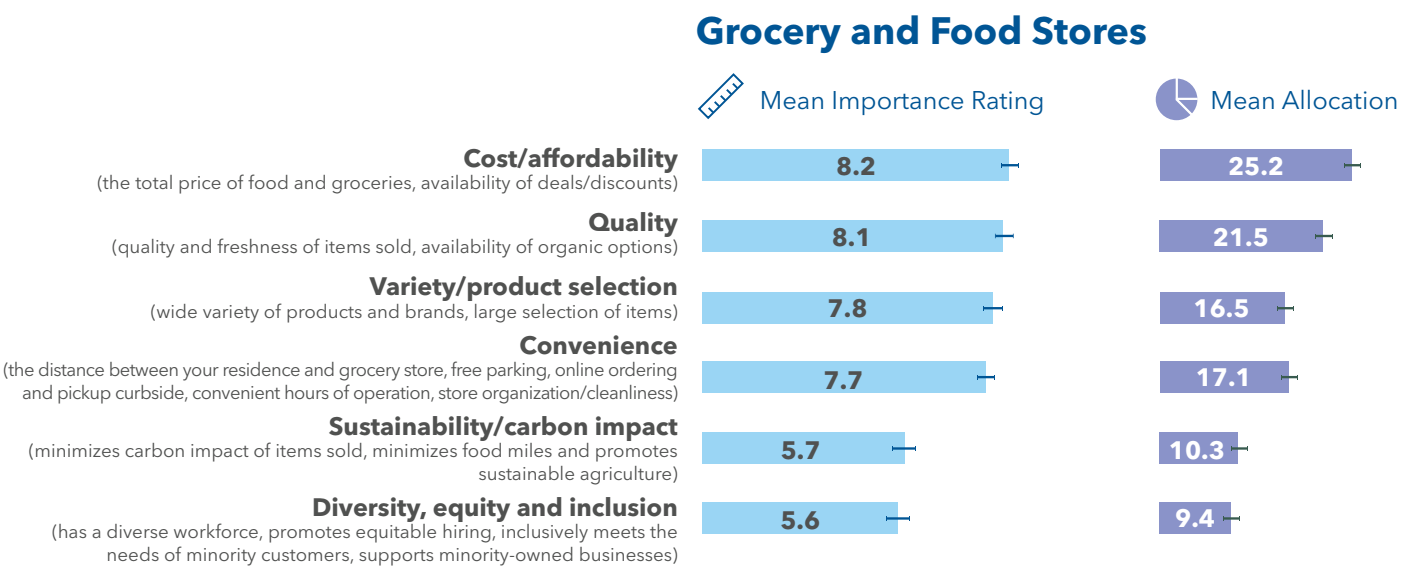 Grocery and Food Stores
Mean Importance Rating
Mean Allocation
Cost/affordability
(the total price of food and groceries, availability of deals/discounts)
8.2
25.2
Quality
(quality and freshness of items sold, availability of organic options)
8.1
21.5
Variety/product selection
(wide variety of products and brands, large selection of items)
7.8
16.5
Convenience
(the distance between your residence and grocery store, free parking, online ordering
and pickup curbside, convenient hours of operation, store organization/cleanliness)
7.7
17.1
Sustainability/carbon impact
(minimizes carbon impact of items sold, minimizes food miles and promotes
sustainable agriculture)
5.7
10.3
Diversity, equity and inclusion
(has a diverse workforce, promotes equitable hiring, inclusively meets the
needs of minority customers, supports minority-owned businesses)
5.6
9.4